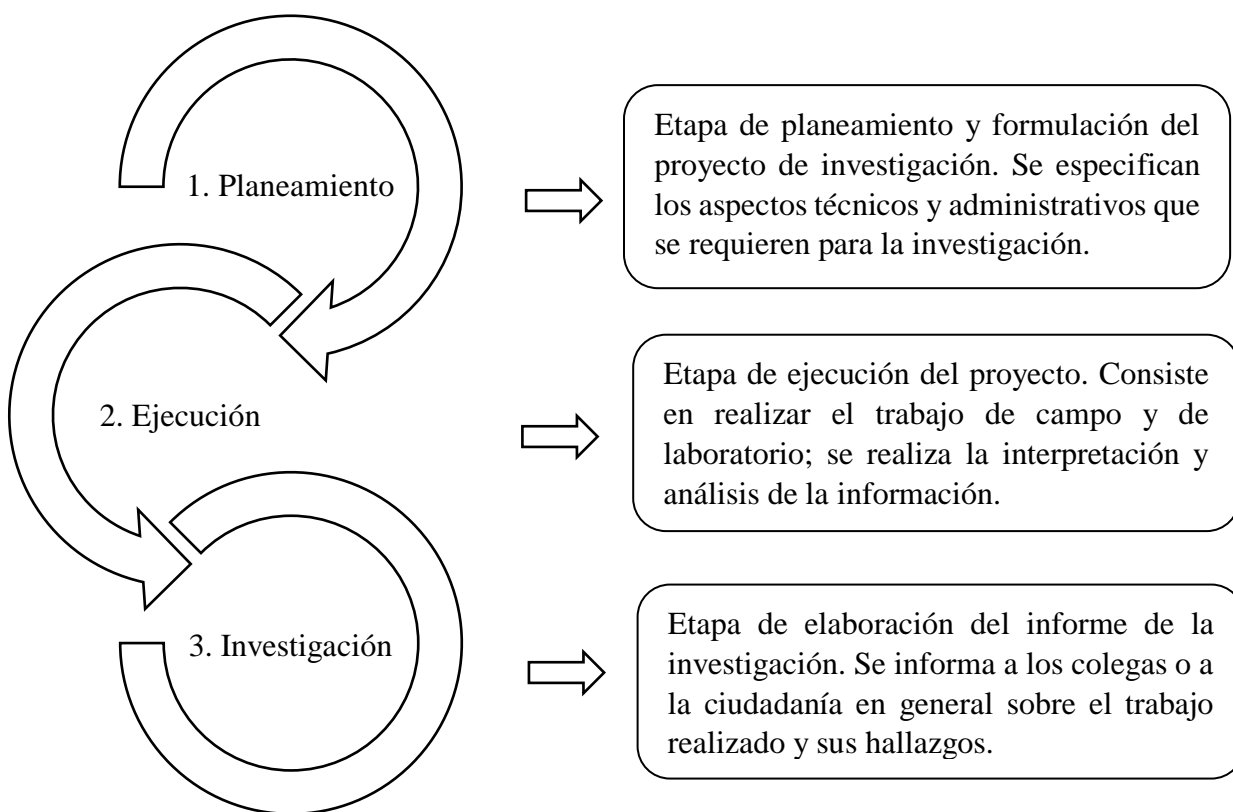 1. Planeamiento
Etapa de planeamiento y formulación del
proyecto de investigación. Se especifican
los aspectos técnicos y administrativos que
se requieren para la investigación.
2. Ejecución
Etapa de ejecución del proyecto. Consiste
en realizar el trabajo de campo y de
laboratorio; se realiza la interpretación y
análisis de la información.
3. Investigación
Etapa de elaboración del informe de la
investigación. Se informa a los colegas o a
la ciudadanía en general sobre el trabajo
realizado y sus hallazgos.